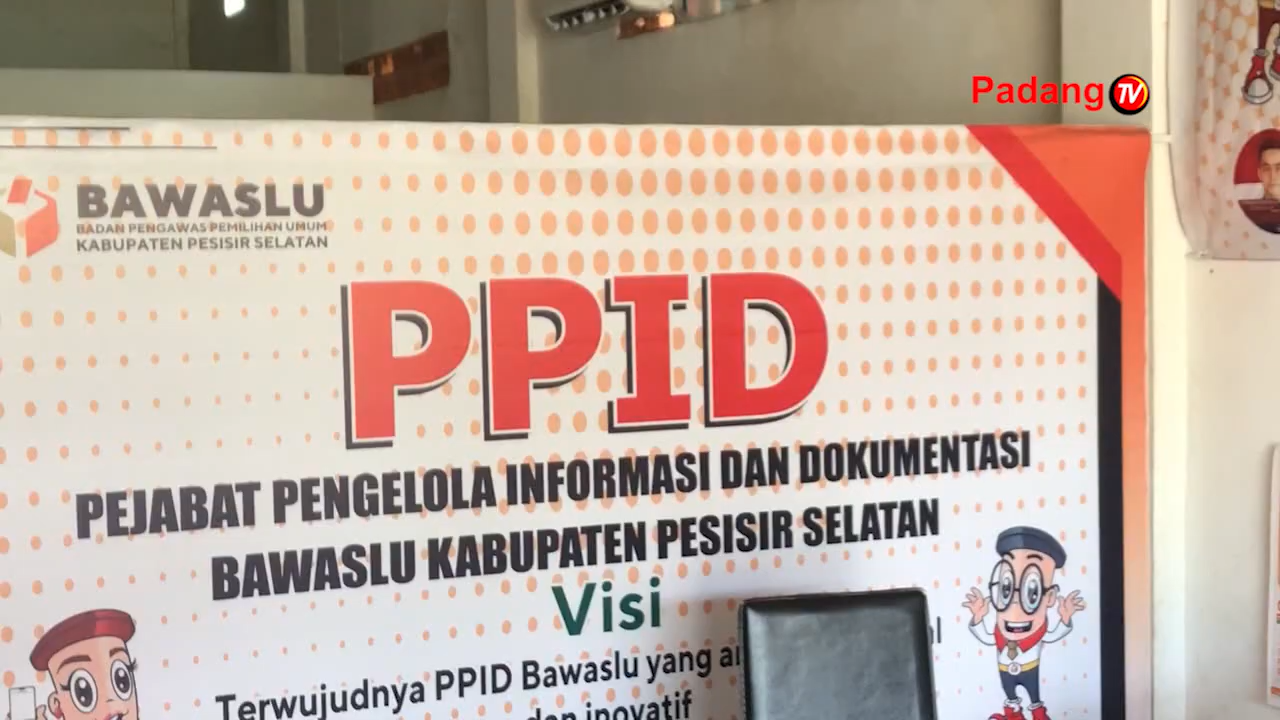 Padang TV
BAWASLU
BADAN PENGAWAS PEMILIHAN UMUM
KABUPATEN PESISIR SELATAN
PPID
PEJABAT PENGELOLA INFORMASI DAN DOKUMENTASI
BAWASLU KABUPATEN PESISIR SELATAN
Visi
Terwujudnya PPID Bawaslu yang
dan inovatif